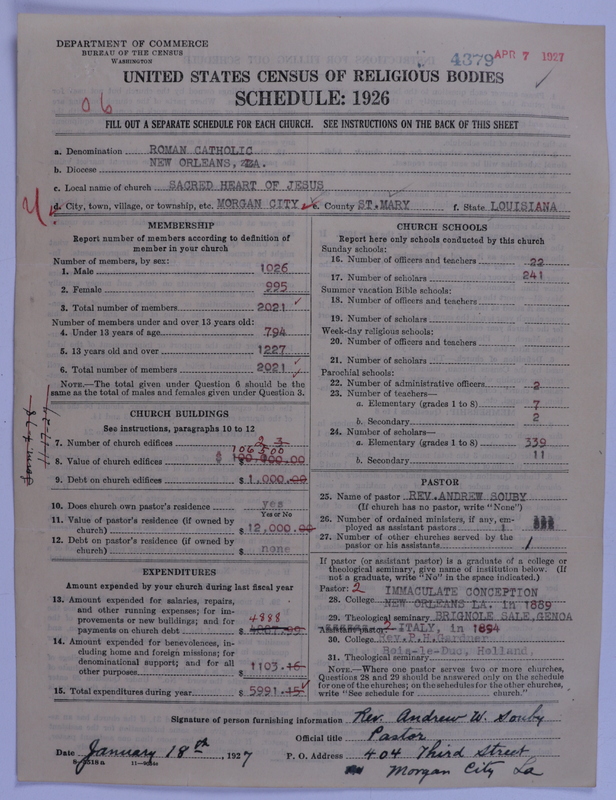 DEPARTMENT OF COMMERCE
BUREAU OF THE CENSUS
WASHINGTON
4379 APR 7 1927
UNITED STATES CENSUS OF RELIGIOUS BODIES
SCHEDULE: 1926
06
FILL OUT A SEPARATE SCHEDULE FOR EACH CHURCH. SEE INSTRUCTIONS ON THE BACK OF THIS SHEET
a. Denomination ROMAN CATHOLIC
b. Diocese NEW ORLEANS, LA.
c. Local name of church SACRED HEART OF JESUS
d. City, town, village, or township, etc. MORGAN CITY e. County ST.MARY f. State LOUISIANA
MEMBERSHIP
Report number of members according to definition of
member in your church
Number of members, by sex:
1. Male 1026
2. Female 995
3. Total number of members 2021
Number of members under and over 13 years old:
4. Under 13 years of age 794
5. 13 years old and over 1227
6. Total number of members 2021
NOTE.—The total given under Question 6 should be the
same as the total of males and females given under Question 3.
CHURCH BUILDINGS
See instructions, paragraphs 10 to 12
7. Number of church edifices 2 3
106500
8. Value of church edifices $ 100,000.00
9. Debt on church edifices $ 1,000.00
10. Does church own pastor's residence yes
Yes or No
11. Value of pastor's residence (if owned by
church) $ 12,000.00
12. Debt on pastor's residence (if owned by
church) $ none
EXPENDITURES
Amount expended by your church during last fiscal year
13. Amount expended for salaries, repairs,
and other running expenses; for im-
provements or new buildings; and for
payments on church debt $ 4888
14. Amount expended for benevolences, in-
cluding home and foreign missions; for
denominational support; and for all
other purposes $ 1103.15
15. Total expenditures during year $ 5991.15
CHURCH SCHOOLS
Report here only schools conducted by this church
Sunday schools:
16. Number of officers and teachers 22
17. Number of scholars 241
Summer vacation Bible schools:
18. Number of officers and teachers
19. Number of scholars
Week-day religious schools:
20. Number of officers and teachers
21. Number of scholars
Parochial schools:
22. Number of administrative officers 2
23. Number of teachers—
a. Elementary (grades 1 to 8) 7
b. Secondary 2
24. Number of scholars—
a. Elementary (grades 1 to 8) 339
b. Secondary 11
PASTOR
25. Name of pastor REV.ANDREW SOUBY
(If church has no pastor, write "None")
26. Number of ordained ministers, if any, em-
ployed as assistant pastors 1
27. Number of other churches served by the
pastor or his assistants 1
If pastor (or assistant pastor) is a graduate of a college or
theological seminary, give name of institution below. (If
not a graduate, write "No" in the space indicated.)
Pastor: 2 IMMACULATE CONCEPTION
28. College NEW ORLEANS LA. in 1889
29. Theological seminary BRIGNOLE SALE, GENOA
Assistant pastor: 2 ITALY, in 1894
30. College Rev.P.H.Gardner
Bois-le-Duc, Holland.
31. Theological seminary
NOTE.—Where one pastor serves two or more churches,
Questions 28 and 29 should be answered only on the schedule
for one of the churches; on the schedules for the other churches,
write "See schedule for church."
Signature of person furnishing information Rev. Andrew W. Souby
Official title Pastor
Date January 18th, 1927 P. O. Address 404 Third Street
Morgan City La